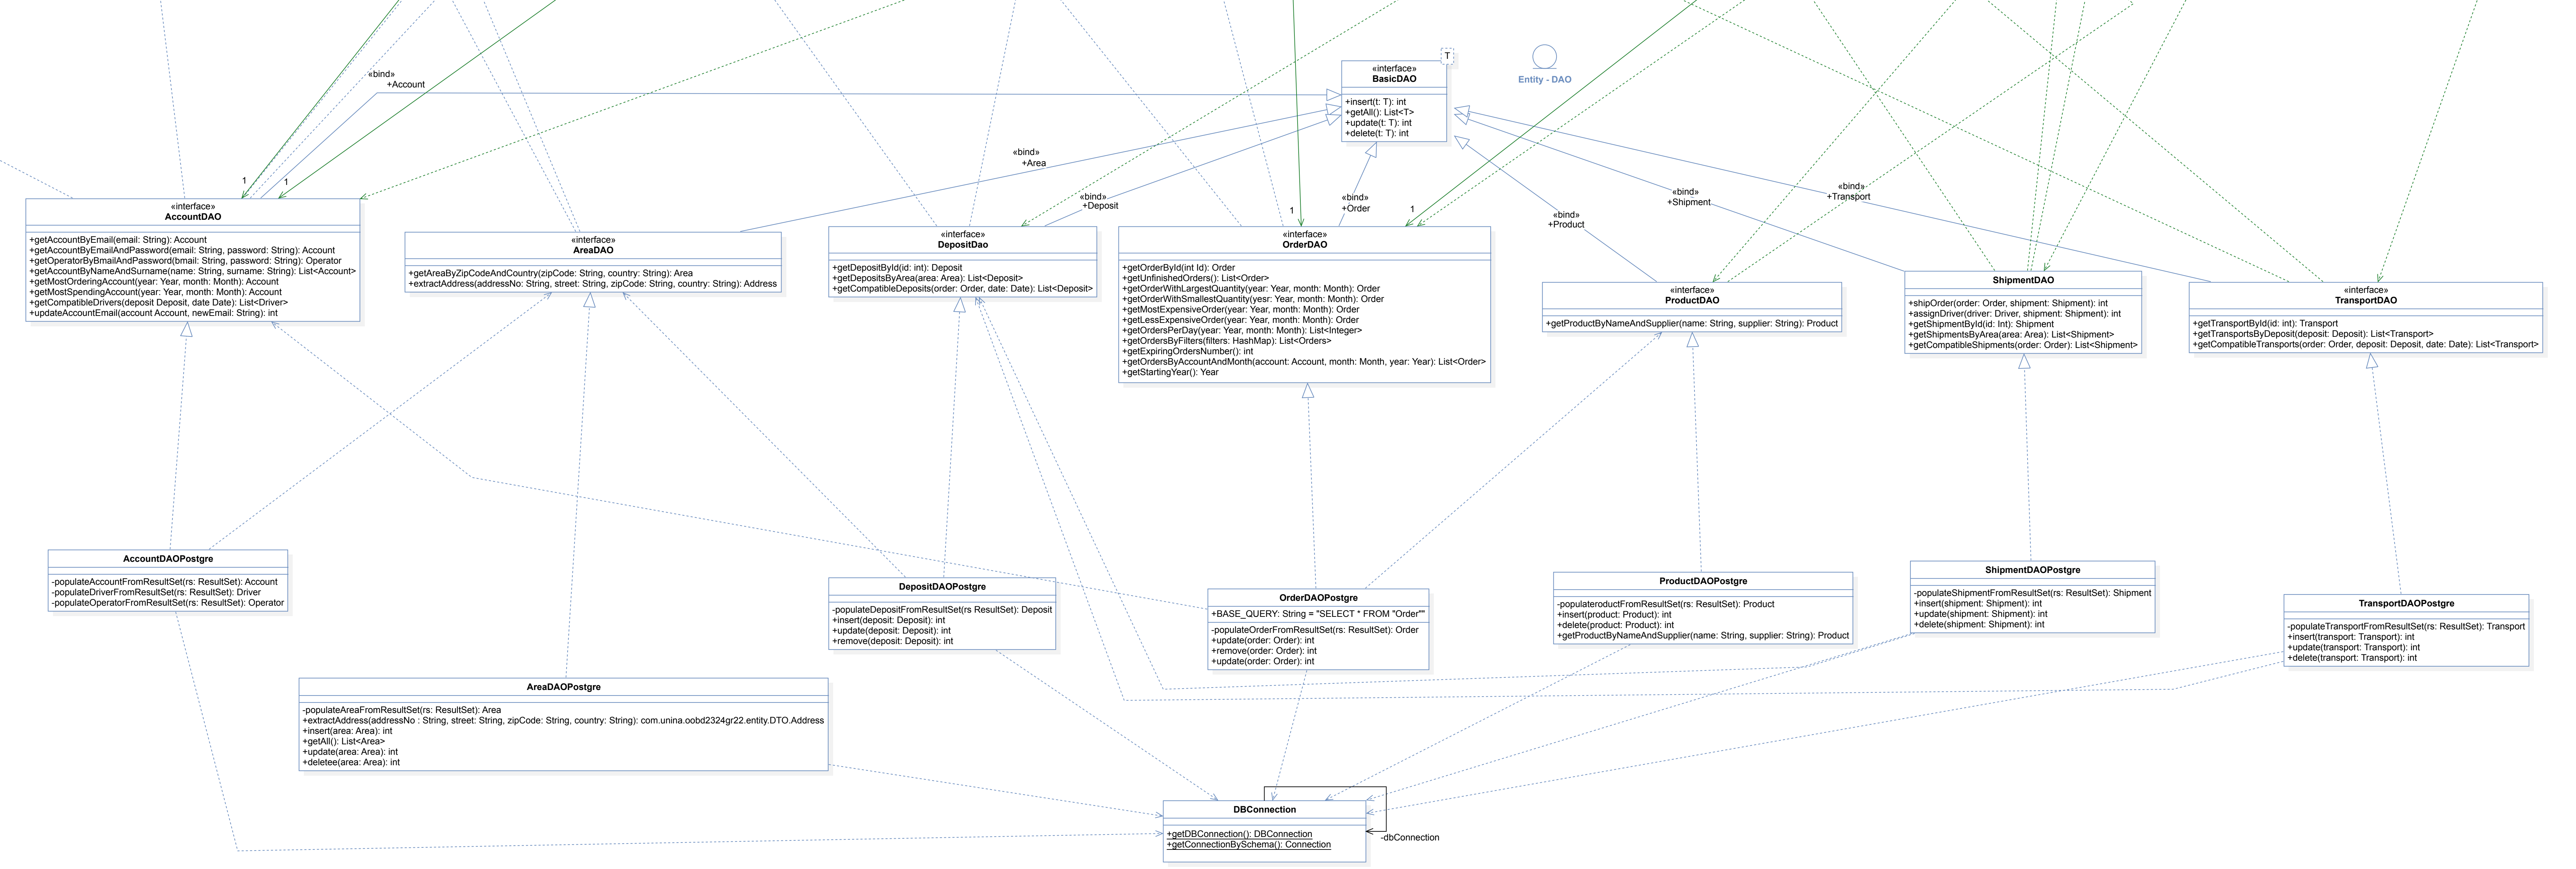 T
«interface»
BasicDAO
+insert(t: T): int
+getAll(): List<T>
+update(t: T): int
+delete(t: T): int
Entity - DAO
«bind»
+Account
«bind»
+Area
«bind»
+Deposit
«bind»
+Order
«bind»
+Product
«bind»
+Shipment
«bind»
+Transport
1
1
1
1
«interface»
AccountDAO
+getAccountByEmail(email: String): Account
+getAccountByEmailAndPassword(email: String, password: String): Account
+getOperatorByBmailAndPassword(bmail: String, password: String): Operator
+getAccountByNameAndSurname(name: String, surname: String): List<Account>
+getMostOrderingAccount(year: Year, month: Month): Account
+getMostSpendingAccount(year: Year, month: Month): Account
+getCompatibleDrivers(deposit Deposit, date Date): List<Driver>
+updateAccountEmail(account Account, newEmail: String): int
«interface»
AreaDAO
+getAreaByZipCodeAndCountry(zipCode: String, country: String): Area
+extractAddress(addressNo: String, street: String, zipCode: String, country: String): Address
«interface»
DepositDao
+getDepositById(id: int): Deposit
+getDepositsByArea(area: Area): List<Deposit>
+getCompatibleDeposits(order: Order, date: Date): List<Deposit>
«interface»
OrderDAO
+getOrderById(int Id): Order
+getUnfinishedOrders(): List<Order>
+getOrderWithLargestQuantity(year: Year, month: Month): Order
+getOrderWithSmallestQuantity(yesr: Year, month: Month): Order
+getMostExpensiveOrder(year: Year, month: Month): Order
+getLessExpensiveOrder(year: Year, month: Month): Order
+getOrdersPerDay(year: Year, month: Month): List<Integer>
+getOrdersByFilters(filters: HashMap): List<Orders>
+getExpiringOrdersNumber(): int
+getOrdersByAccountAndMonth(account: Account, month: Month, year: Year): List<Order>
+getStartingYear(): Year
«interface»
ProductDAO
+getProductByNameAndSupplier(name: String, supplier: String): Product
ShipmentDAO
+shipOrder(order: Order, shipment: Shipment): int
+assignDriver(driver: Driver, shipment: Shipment): int
+getShipmentById(id: Int): Shipment
+getShipmentsByArea(area: Area): List<Shipment>
+getCompatibleShipments(order: Order): List<Shipment>
«interface»
TransportDAO
+getTransportById(id: int): Transport
+getTransportsByDeposit(deposit: Deposit): List<Transport>
+getCompatibleTransports(order: Order, deposit: Deposit, date: Date): List<Transport>
AccountDAOPostgre
-populateAccountFromResultSet(rs: ResultSet): Account
-populateDriverFromResultSet(rs: ResultSet): Driver
-populateOperatorFromResultSet(rs: ResultSet): Operator
DepositDAOPostgre
-populateDepositFromResultSet(rs ResultSet): Deposit
+insert(deposit: Deposit): int
+update(deposit: Deposit): int
+remove(deposit: Deposit): int
OrderDAOPostgre
+BASE_QUERY: String = "SELECT * FROM "Order""
-populateOrderFromResultSet(rs: ResultSet): Order
+update(order: Order): int
+remove(order: Order): int
+update(order: Order): int
ProductDAOPostgre
-populateroductFromResultSet(rs: ResultSet): Product
+insert(product: Product): int
+delete(product: Product): int
+getProductByNameAndSupplier(name: String, supplier: String): Product
ShipmentDAOPostgre
-populateShipmentFromResultSet(rs: ResultSet): Shipment
+insert(shipment: Shipment): int
+update(shipment: Shipment): int
+delete(shipment: Shipment): int
TransportDAOPostgre
-populateTransportFromResultSet(rs: ResultSet): Transport
+insert(transport: Transport): int
+update(transport: Transport): int
+delete(transport: Transport): int
AreaDAOPostgre
-populateAreaFromResultSet(rs: ResultSet): Area
+extractAddress(addressNo : String, street: String, zipCode: String, country: String): com.unina.oobd2324gr22.entity.DTO.Address
+insert(area: Area): int
+getAll(): List<Area>
+update(area: Area): int
+deletee(area: Area): int
DBConnection
+getDBConnection(): DBConnection
+getConnectionBySchema(): Connection
-dbConnection